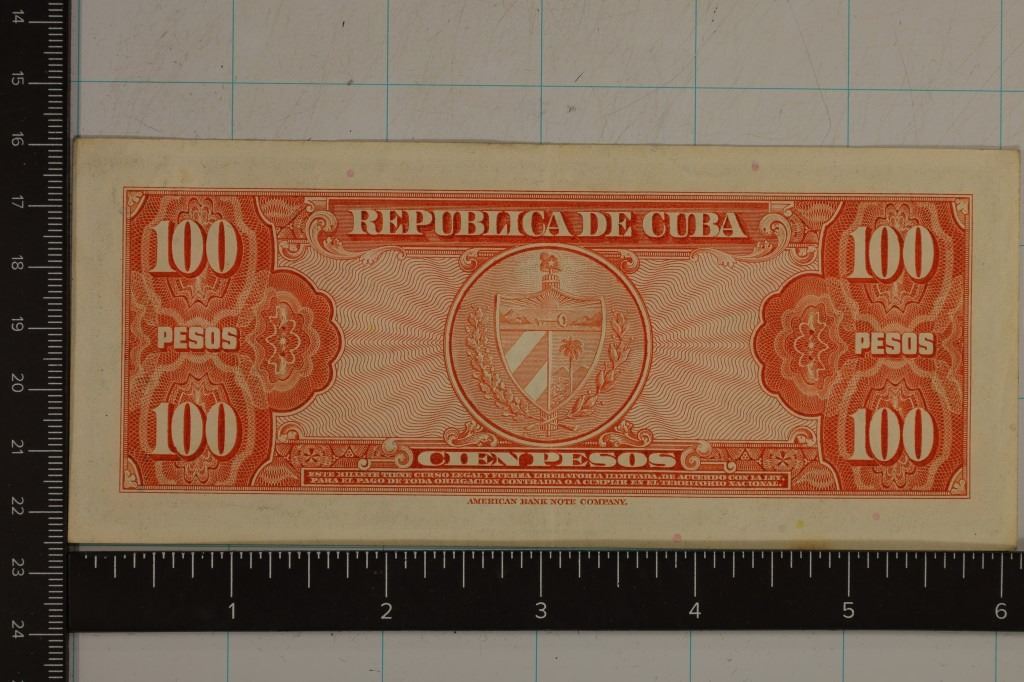 14
15
16
17
18
19
20
21
22
23
24
REPUBLICA DE CUBA
100 100
PESOS PESOS
100 100
CIEN PESOS
ESTE BILLETE TIENE CURSO LEGAL Y FUERZA LIBERATORIA ILIMITADA, DE ACUERDO CON LA LEY,
PARA EL PAGO DE TODA OBLIGACION CONTRAIDA O A CUMPLIR EN EL TERRITORIO NACIONAL.
AMERICAN BANK NOTE COMPANY.
1 2 3 4 5 6